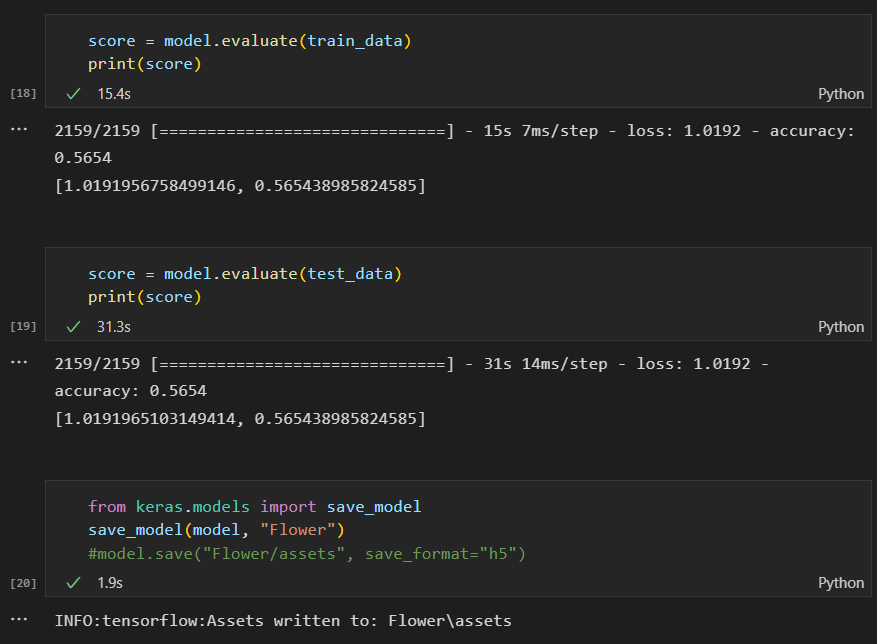 score = model.evaluate(train_data)
print(score)
[18]
15.4s
Python
...
2159/2159 [==============================] - 15s 7ms/step - loss: 1.0192 - accuracy:
0.5654
[1.0191956758499146, 0.565438985824585]
score = model.evaluate(test_data)
print(score)
[19]
31.3s
Python
...
2159/2159 [==============================] - 31s 14ms/step - loss: 1.0192 -
accuracy: 0.5654
[1.0191965103149414, 0.565438985824585]
from keras.models import save_model
save_model(model, "Flower")
#model.save("Flower/assets", save_format="h5")
[20]
1.9s
Python
...
INFO:tensorflow:Assets written to: Flower\assets